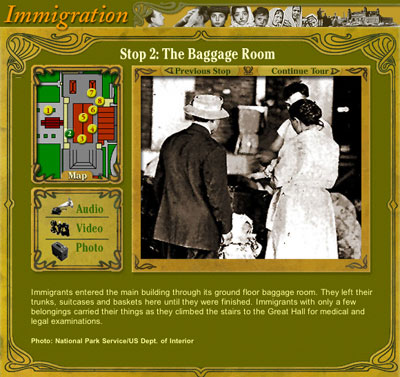 Immigration
Stop 2: The Baggage Room
Previous Stop
Continue Tour
1
7
8
6
5
2
4
3
Map
Audio
Video
Photo
Immigrants entered the main building through its ground floor baggage room. They left their
trunks, suitcases and baskets here until they were finished. Immigrants with only a few
belongings carried their things as they climbed the stairs to the Great Hall for medical and
legal examinations.
Photo: National Park Service/US Dept. of Interior